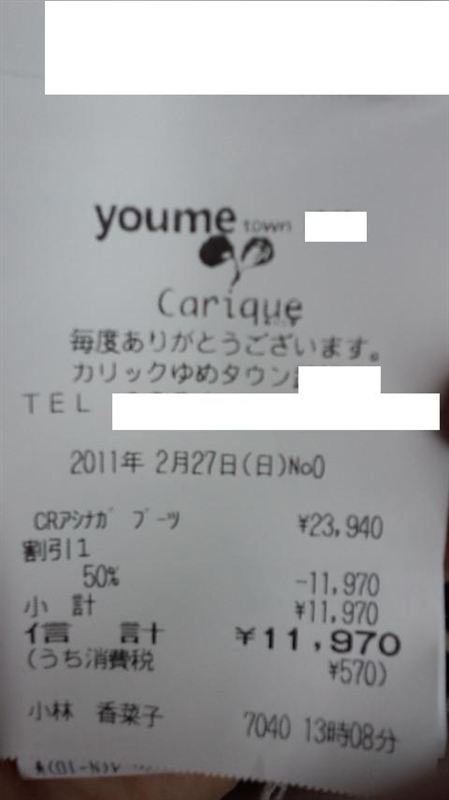 youme town
Carique
毎度ありがとうございます。
カリックゆめタウン
TEL
2011年 2月27日(日)No0
CRアシナガ ブーツ ¥23,940
割引1
50% -11,970
小 計 ¥11,970
信 計 ¥11,970
(うち消費税 ¥570)
小林 香菜子 7040 13時08分